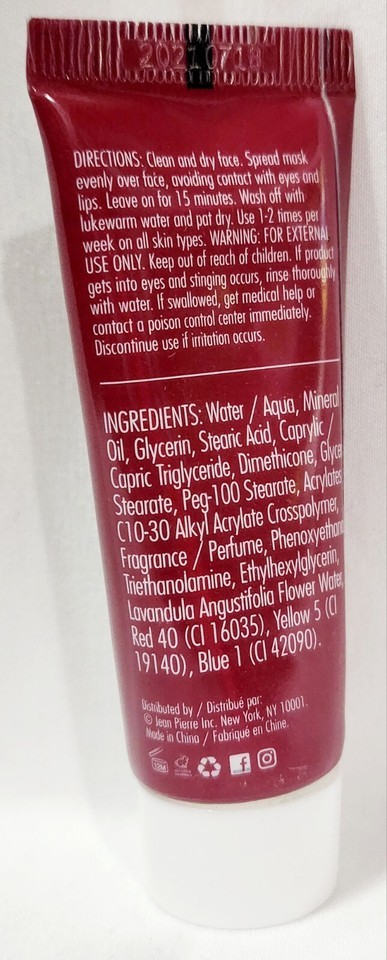 20210718
DIRECTIONS: Clean and dry face. Spread mask
evenly over face, avoiding contact with eyes and
lips. Leave on for 15 minutes. Wash off with
lukewarm water and pat dry. Use 1-2 times per
week on all skin types. WARNING: FOR EXTERNAL
USE ONLY. Keep out of reach of children. If product
gets into eyes and stinging occurs, rinse thoroughly
with water. If swallowed, get medical help or
contact a poison control center immediately.
Discontinue use if irritation occurs.
INGREDIENTS: Water / Aqua, Mineral
Oil, Glycerin, Stearic Acid, Caprylic /
Capric Triglyceride, Dimethicone, Glyce
Stearate, Peg-100 Stearate, Acrylates
C10-30 Alkyl Acrylate Crosspolymer,
Fragrance / Perfume, Phenoxyethano
Triethanolamine, Ethylhexylglycerin,
Lavandula Angustifolia Flower Water,
Red 40 (CI 16035), Yellow 5 (CI
19140), Blue 1 (CI 42090).
Distributed by / Distribué par:
© Jean Pierre Inc. New York, NY 10001.
Made in China / Fabriqué en Chine.
12M